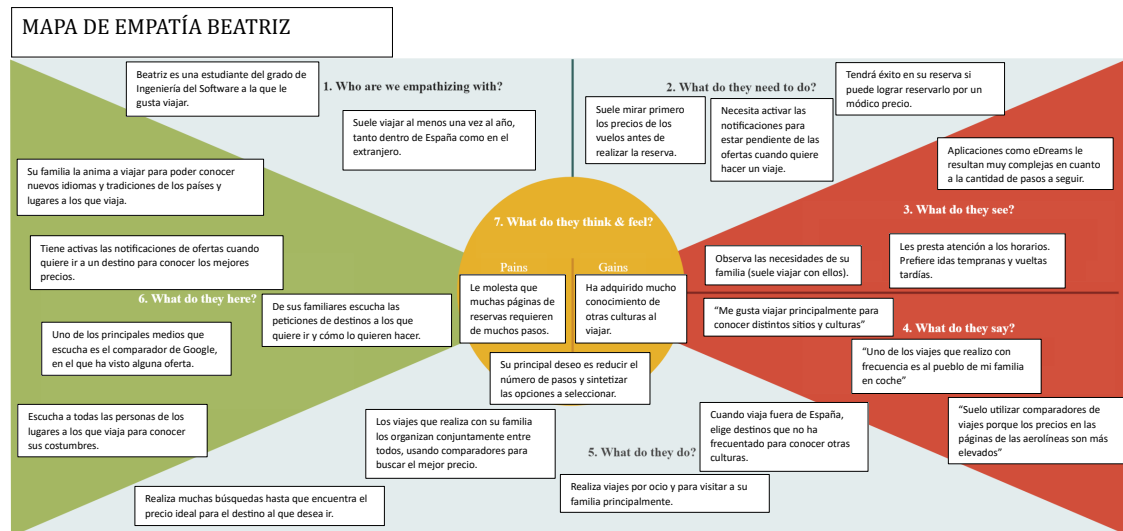 MAPA DE EMPATÍA BEATRIZ
Beatriz es una estudiante del grado de
Ingeniería del Software a la que le
gusta viajar.
1. Who are we empathizing with?
Suele viajar al menos una vez al año,
tanto dentro de España como en el
extranjero.
2. What do they need to do?
Suele mirar primero
los precios de los
vuelos antes de
realizar la reserva.
Necesita activar las
notificaciones para
estar pendiente de las
ofertas cuando quiere
hacer un viaje.
Tendrá éxito en su reserva si
puede lograr reservarlo por un
módico precio.
Aplicaciones como eDreams le
resultan muy complejas en cuanto
a la cantidad de pasos a seguir.
3. What do they see?
Les presta atención a los horarios.
Prefiere idas tempranas y vueltas
tardías.
Observa las necesidades de su
familia (suele viajar con ellos).
"Me gusta viajar principalmente para
conocer distintos sitios y culturas"
4. What do they say?
"Uno de los viajes que realizo con
frecuencia es al pueblo de mi familia
en coche"
"Suelo utilizar comparadores de
viajes porque los precios en las
páginas de las aerolíneas son más
elevados"
5. What do they do?
Cuando viaja fuera de España,
elige destinos que no ha
frecuentado para conocer otras
culturas.
Los viajes que realiza con su familia
los organizan conjuntamente entre
todos, usando comparadores para
buscar el mejor precio.
Realiza viajes por ocio y para visitar a su
familia principalmente.
Realiza muchas búsquedas hasta que encuentra el
precio ideal para el destino al que desea ir.
Su familia la anima a viajar para poder conocer
nuevos idiomas y tradiciones de los países y
lugares a los que viaja.
Tiene activas las notificaciones de ofertas cuando
quiere ir a un destino para conocer los mejores
precios.
6. What do they here?
De sus familiares escucha las
peticiones de destinos a los que
quiere ir y cómo lo quieren hacer.
Uno de los principales medios que
escucha es el comparador de Google,
en el que ha visto alguna oferta.
Escucha a todas las personas de los
lugares a los que viaja para conocer
sus costumbres.
7. What do they think & feel?
Pains
Le molesta que
muchas páginas de
reservas requieren
de muchos pasos.
Gains
Ha adquirido mucho
conocimiento de
otras culturas al
viajar.
Su principal deseo es reducir el
número de pasos y sintetizar
las opciones a seleccionar.